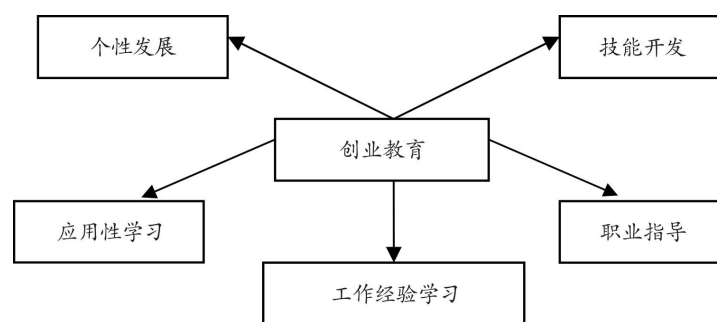 个性发展
技能开发
创业教育
应用性学习
职业指导
工作经验学习